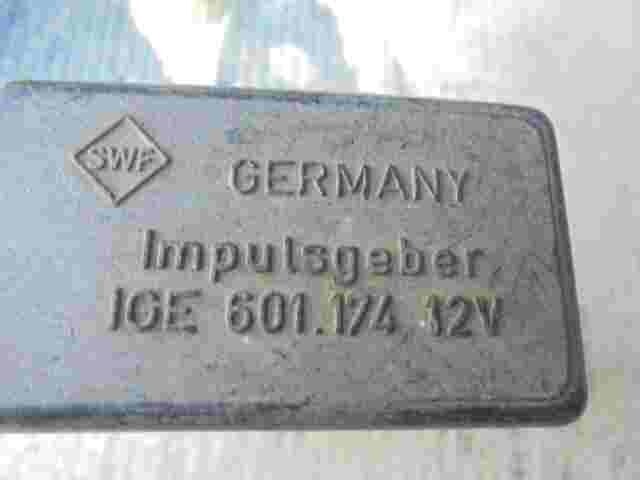 SWF
GERMANY
Impulsgeber
IGE 601.174 12V